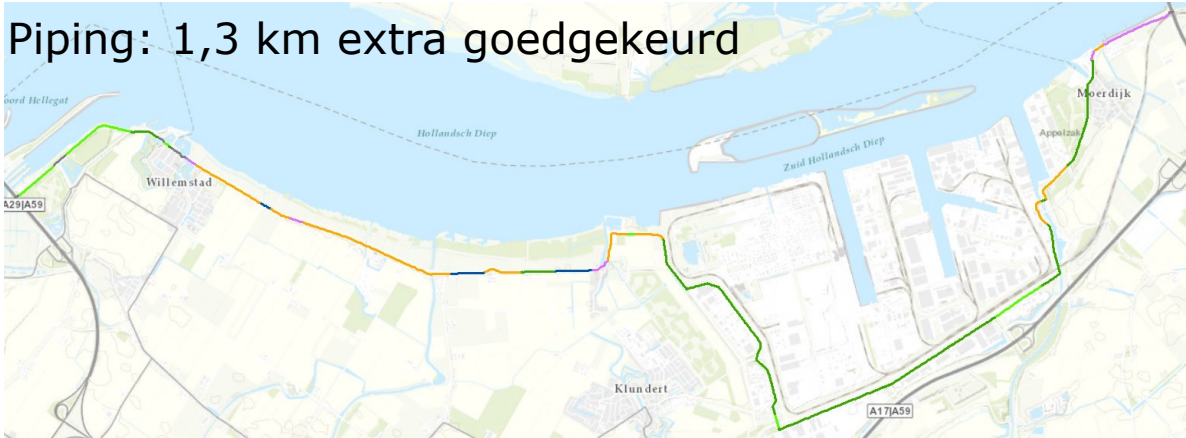 Piping: 1,3 km extra goedgekeurd
oord Hellegat
Hollandsch Diep
Zuid Hollandsch Diep
Moerdijk
Appelzak
Willemstad
A29|A59
Klundert
A17|A59